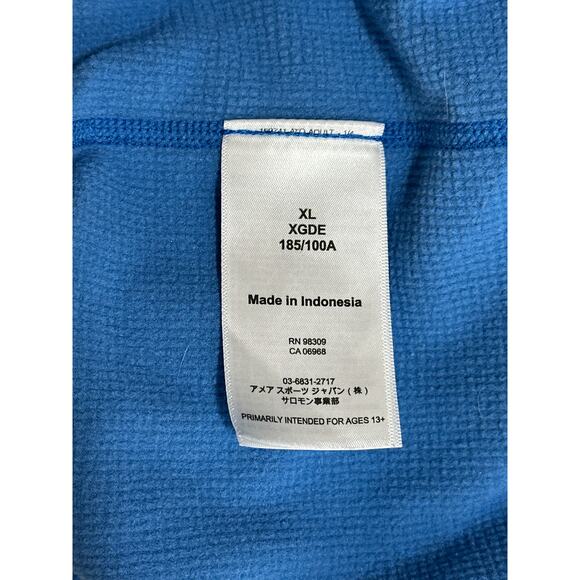 XL
XGDE
185/100A
Made in Indonesia
RN 98309
CA 06968
03-6831-2717
アメア スポーツ ジャパン ( 株 )
サロモン事業部
PRIMARILY INTENDED FOR AGES 13+